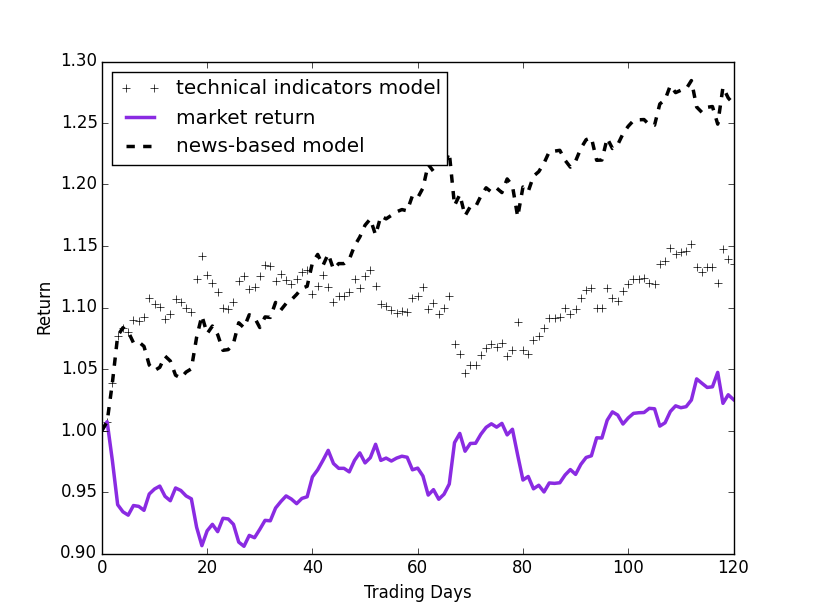 1.30
1.25
1.20
1.15
1.10
1.05
1.00
0.95
0.90
Return
technical indicators model
market return
news-based model
0 20 40 60 80 100 120
Trading Days